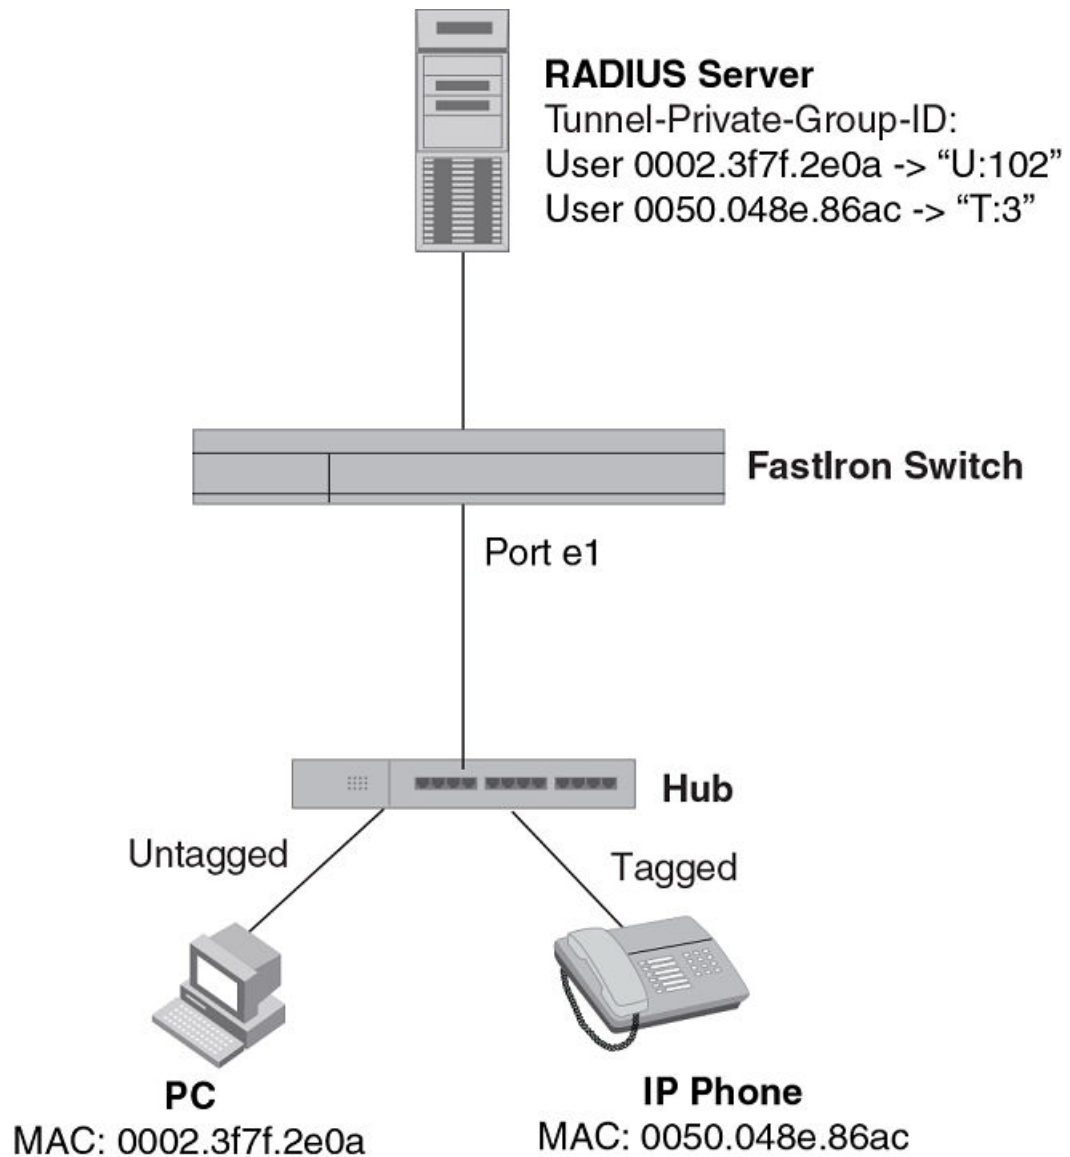 RADIUS Server
Tunnel-Private-Group-ID:
User 0002.3f7f.2e0a -> “U:102”
User 0050.048e.86ac -> “T:3”
FastIron Switch
Port e1
Hub
Untagged
Tagged
PC
MAC: 0002.3f7f.2e0a
IP Phone
MAC: 0050.048e.86ac